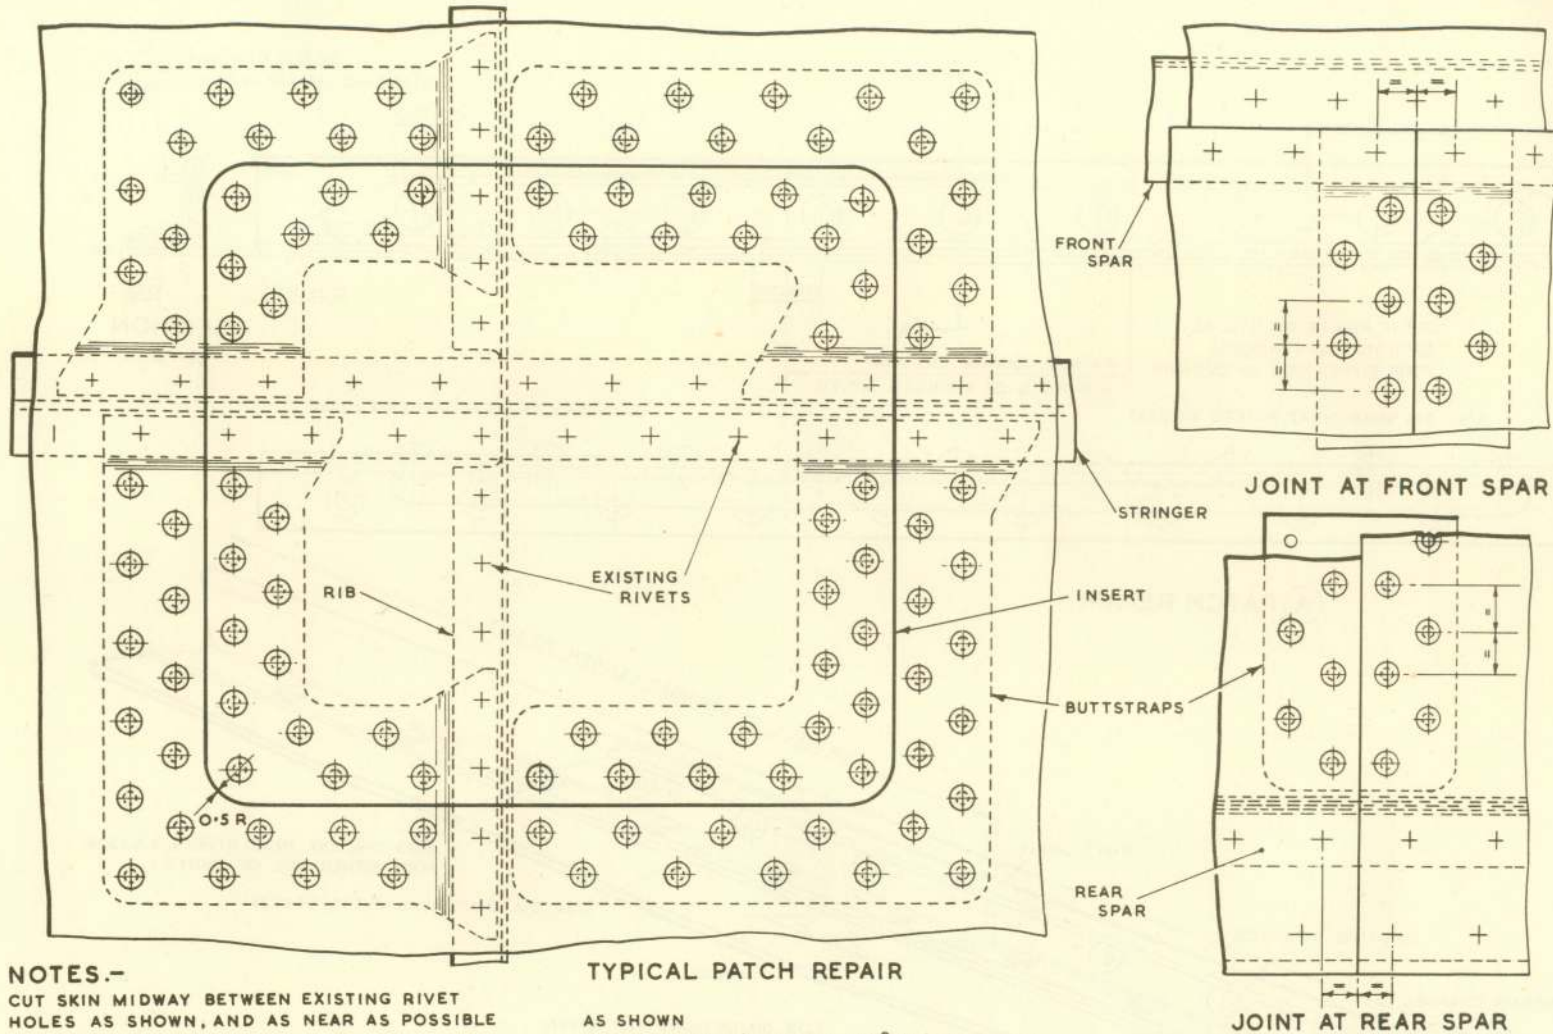 FRONT
SPAR
JOINT AT FRONT SPAR
STRINGER
EXISTING
RIVETS
RIB
INSERT
BUTTSTRAPS
0·5 R
REAR
SPAR
JOINT AT REAR SPAR
TYPICAL PATCH REPAIR
NOTES.-
CUT SKIN MIDWAY BETWEEN EXISTING RIVET
HOLES AS SHOWN, AND AS NEAR AS POSSIBLE
AS SHOWN